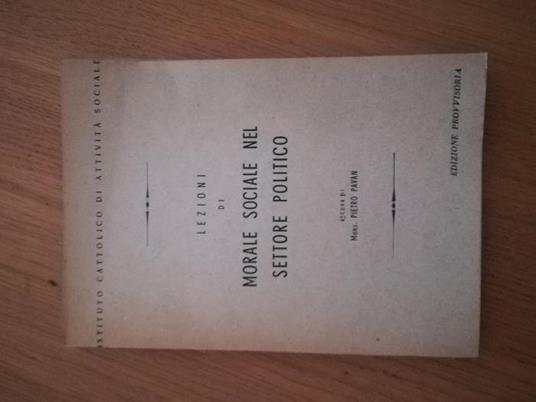 ISTITUTO CATTOLICO DI ATTIVITÀ SOCIALE
LEZIONI
DI
MORALE SOCIALE NEL
SETTORE POLITICO
A CURA DI
MONS. PIETRO PAVAN
EDIZIONE PROVVISORIA